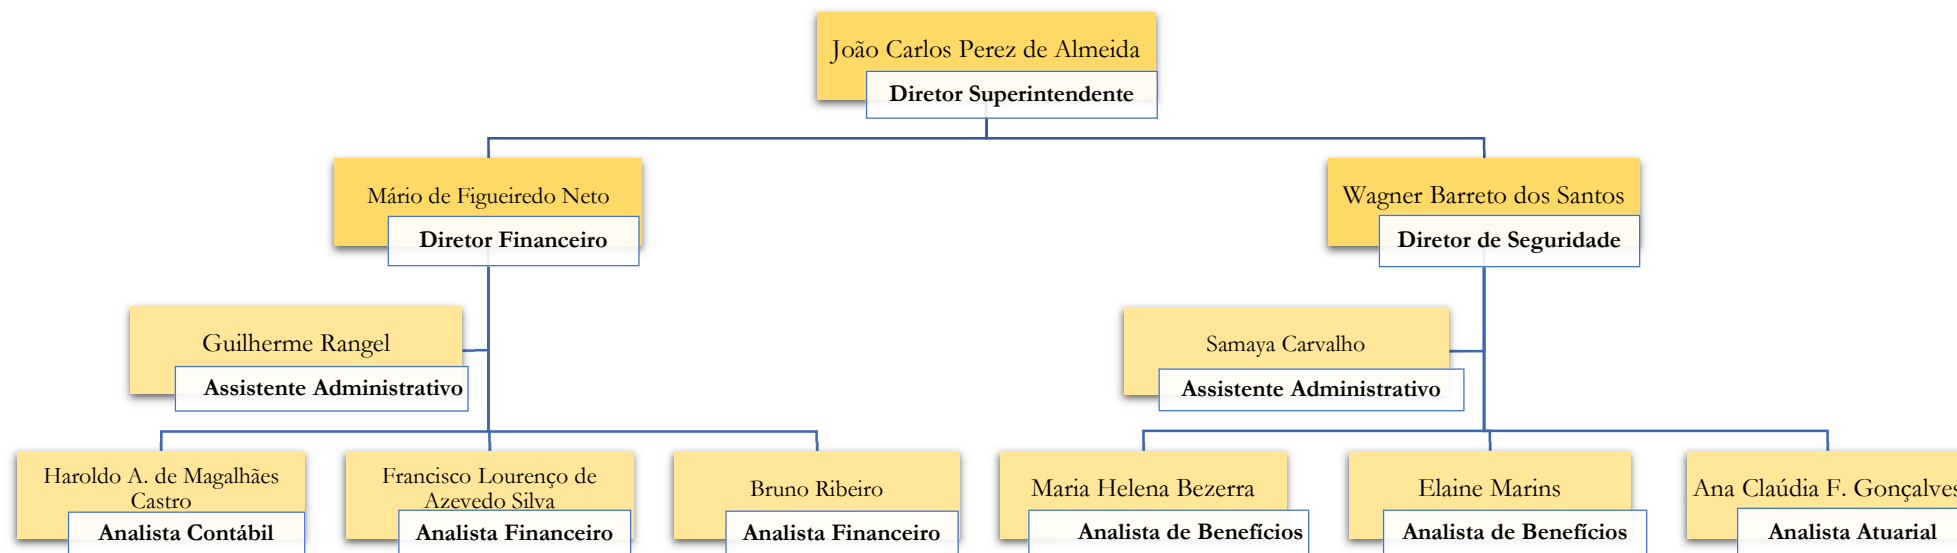 João Carlos Perez de Almeida
Diretor Superintendente
Mário de Figueiredo Neto
Diretor Financeiro
Wagner Barreto dos Santos
Diretor de Seguridade
Guilherme Rangel
Assistente Administrativo
Samaya Carvalho
Assistente Administrativo
Haroldo A. de Magalhães
Castro
Analista Contábil
Francisco Lourenço de
Azevedo Silva
Analista Financeiro
Bruno Ribeiro
Analista Financeiro
Maria Helena Bezerra
Analista de Benefícios
Elaine Marins
Analista de Benefícios
Ana Claúdia F. Gonçalves
Analista Atuarial